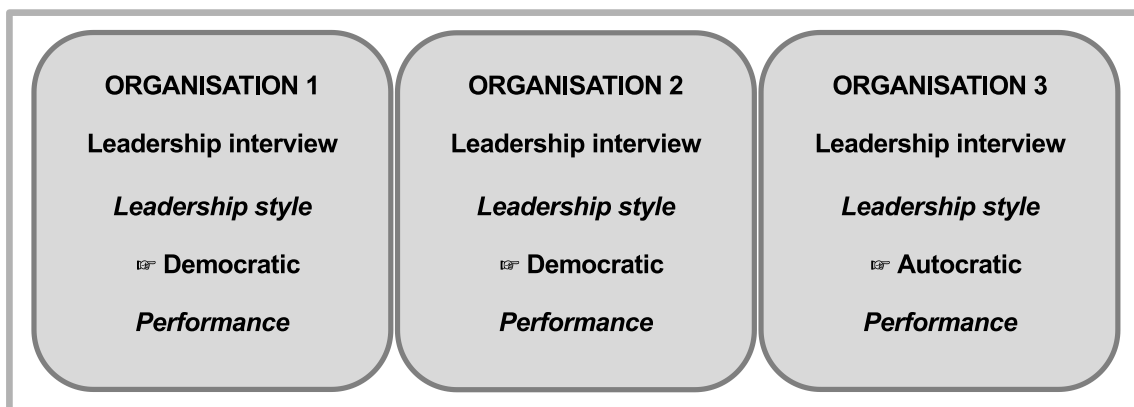 ORGANISATION 1
Leadership interview
Leadership style
☞ Democratic
Performance
ORGANISATION 2
Leadership interview
Leadership style
☞ Democratic
Performance
ORGANISATION 3
Leadership interview
Leadership style
☞ Autocratic
Performance